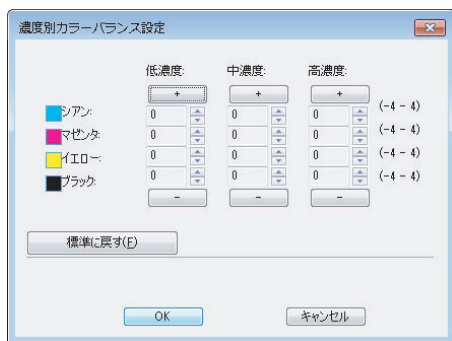 濃度別カラーバランス設定
低濃度: 中濃度: 高濃度:
+ + +
シアン: 0 0 0 (-4 - 4)
マゼンタ: 0 0 0 (-4 - 4)
イエロー: 0 0 0 (-4 - 4)
ブラック: 0 0 0 (-4 - 4)
- - -
標準に戻す(F)
OK キャンセル